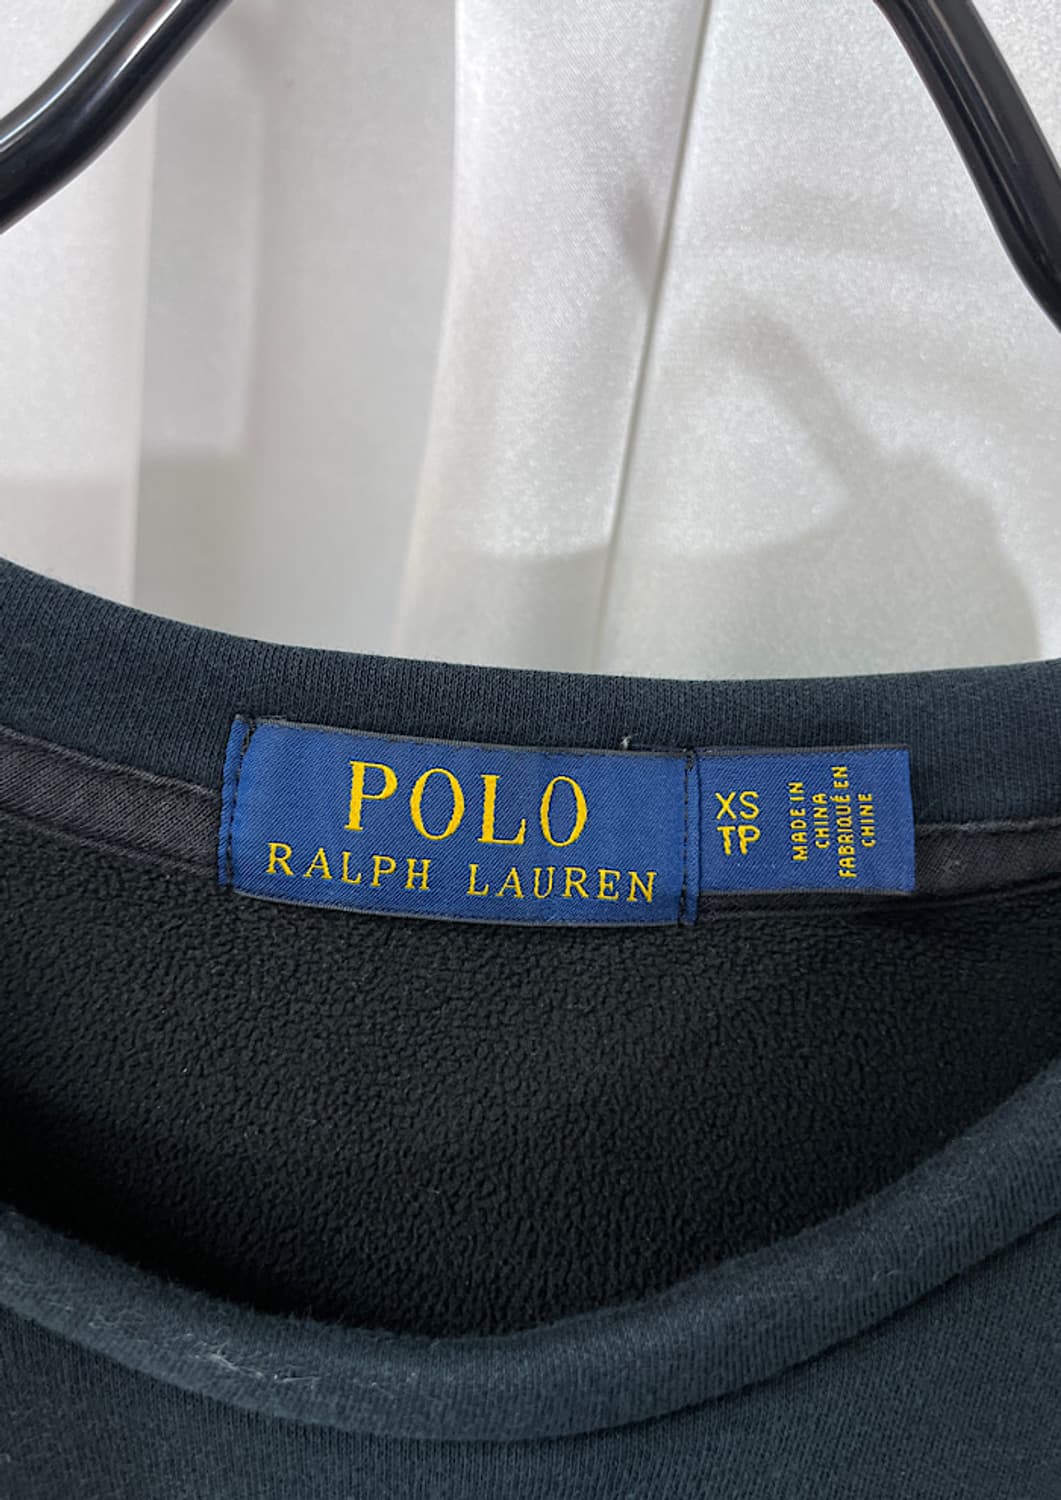 POLO
RALPH LAUREN
XS
TP
MADE IN
CHINA
FABRIQUÉ EN
CHINE